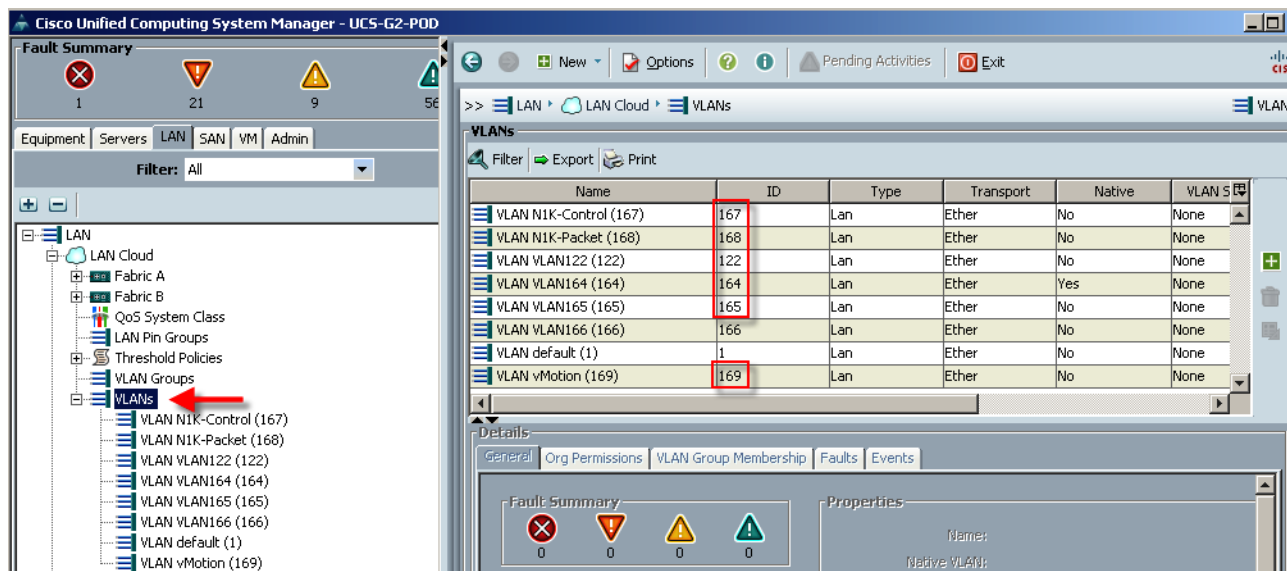 Cisco Unified Computing System Manager - UCS-G2-POD
Fault Summary
1 21 9 56
Equipment Servers LAN SAN VM Admin
Filter: All
LAN
LAN Cloud
Fabric A
Fabric B
QoS System Class
LAN Pin Groups
Threshold Policies
VLAN Groups
VLANs
VLAN N1K-Control (167)
VLAN N1K-Packet (168)
VLAN VLAN122 (122)
VLAN VLAN164 (164)
VLAN VLAN165 (165)
VLAN VLAN166 (166)
VLAN default (1)
VLAN vMotion (169)
New Options Pending Activities Exit
>> LAN LAN Cloud VLANs VLAN
VLANs
Filter Export Print
Name ID Type Transport Native VLAN S
VLAN N1K-Control (167) 167 Lan Ether No None
VLAN N1K-Packet (168) 168 Lan Ether No None
VLAN VLAN122 (122) 122 Lan Ether No None
VLAN VLAN164 (164) 164 Lan Ether Yes None
VLAN VLAN165 (165) 165 Lan Ether No None
VLAN VLAN166 (166) 166 Lan Ether No None
VLAN default (1) 1 Lan Ether No None
VLAN vMotion (169) 169 Lan Ether No None
Details
General Org Permissions VLAN Group Membership Faults Events
Fault Summary
0 0 0 0
Properties
Name:
Native VLAN: